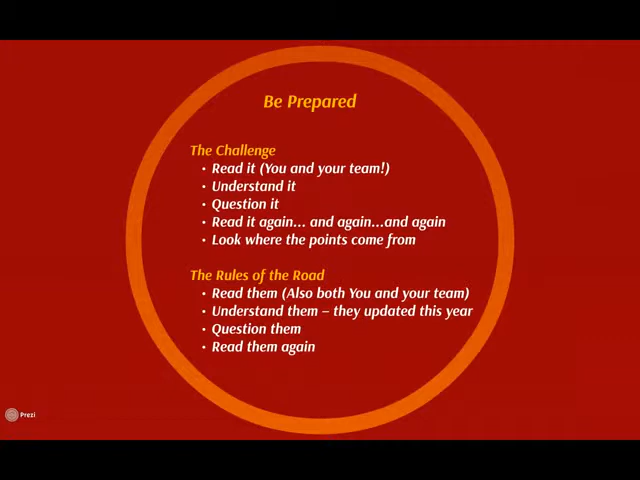 Be Prepared
The Challenge
• Read it (You and your team!)
• Understand it
• Question it
• Read it again... and again...and again
• Look where the points come from
The Rules of the Road
• Read them (Also both You and your team)
• Understand them – they updated this year
• Question them
• Read them again
Prezi